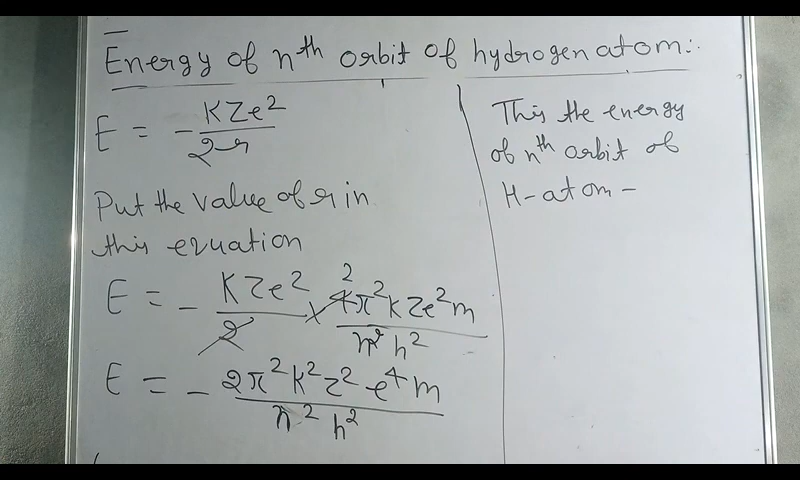 Energy of nth orbit of hydrogen atom:.
E = - KZe²/2r
Put the value of r in
this equation
E = - KZe²/2 × 4π²kZe²m/n²h²
E = - 2π²k²z²e⁴m/n²h²
This the energy
of nth orbit of
H-atom -